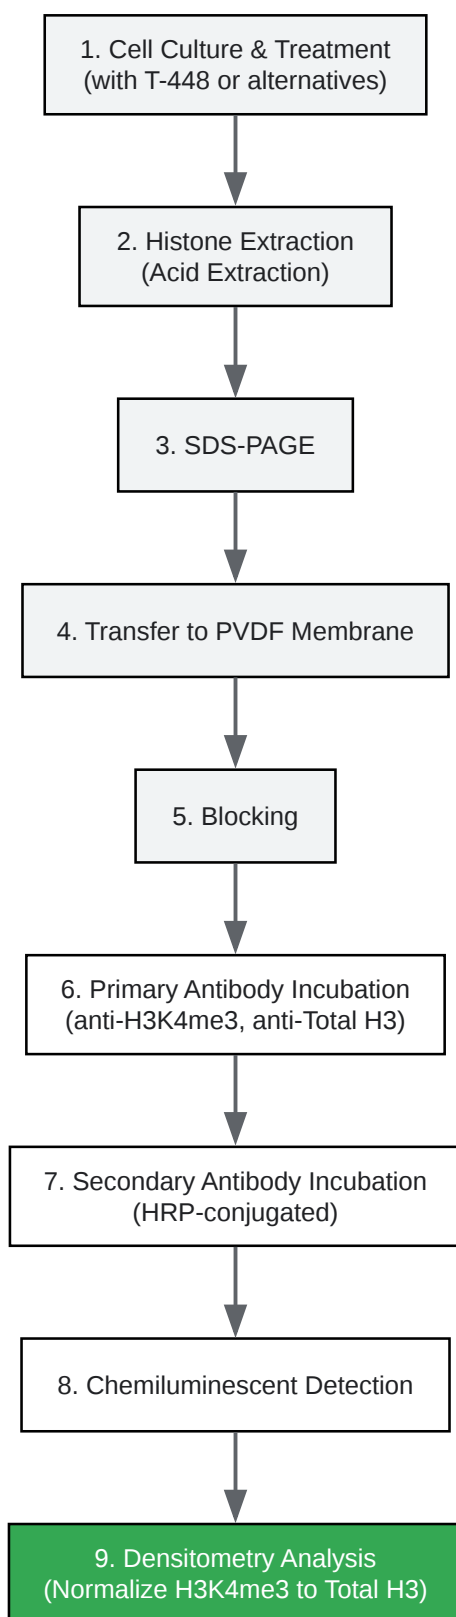 1. Cell Culture & Treatment
(with T-448 or alternatives)
2. Histone Extraction
(Acid Extraction)
3. SDS-PAGE
4. Transfer to PVDF Membrane
5. Blocking
6. Primary Antibody Incubation
(anti-H3K4me3, anti-Total H3)
7. Secondary Antibody Incubation
(HRP-conjugated)
8. Chemiluminescent Detection
9. Densitometry Analysis
(Normalize H3K4me3 to Total H3)